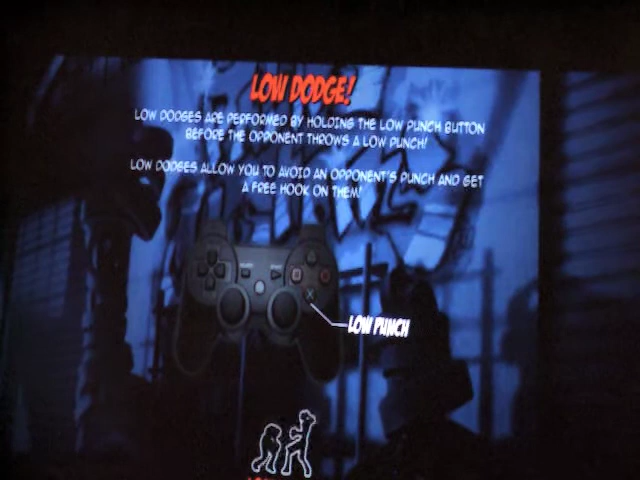 LOW DODGE!
LOW DODGES ARE PERFORMED BY HOLDING THE LOW PUNCH BUTTON
BEFORE THE OPPONENT THROWS A LOW PUNCH!
LOW DODGES ALLOW YOU TO AVOID AN OPPONENT'S PUNCH AND GET
A FREE HOOK ON THEM!
LOW PUNCH